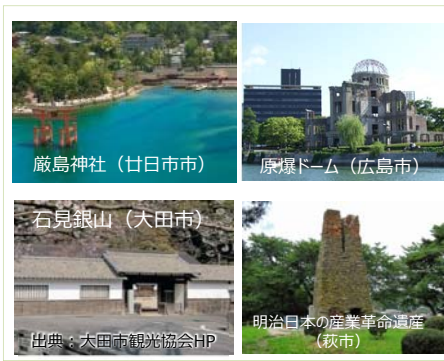 厳島神社（廿日市市）
原爆ドーム（広島市）
石見銀山（大田市）
出典：大田市観光協会HP
明治日本の産業革命遺産
（萩市）